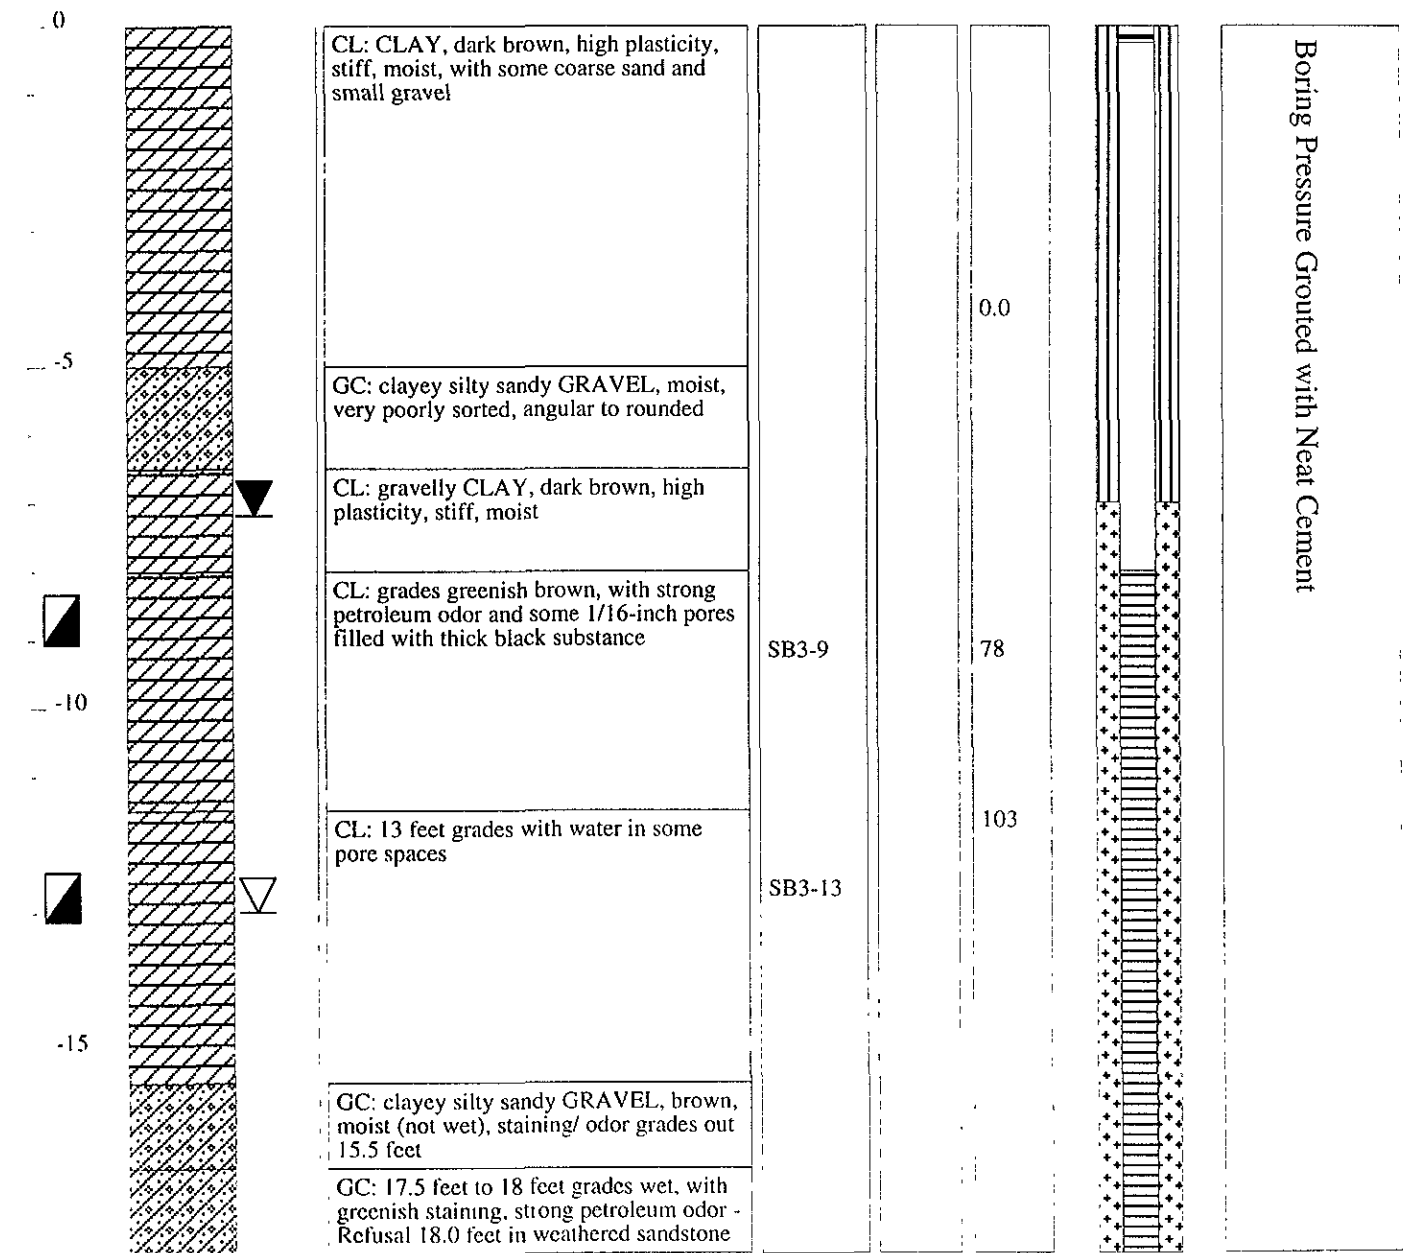 0
CL: CLAY, dark brown, high plasticity,
stiff, moist, with some coarse sand and
small gravel
0.0
-5
GC: clayey silty sandy GRAVEL, moist,
very poorly sorted, angular to rounded
CL: gravelly CLAY, dark brown, high
plasticity, stiff, moist
CL: grades greenish brown, with strong
petroleum odor and some 1/16-inch pores
filled with thick black substance
SB3-9
78
-10
103
CL: 13 feet grades with water in some
pore spaces
SB3-13
-15
GC: clayey silty sandy GRAVEL, brown,
moist (not wet), staining/ odor grades out
15.5 feet
GC: 17.5 feet to 18 feet grades wet, with
greenish staining, strong petroleum odor -
Refusal 18.0 feet in weathered sandstone
Boring Pressure Grouted with Neat Cement